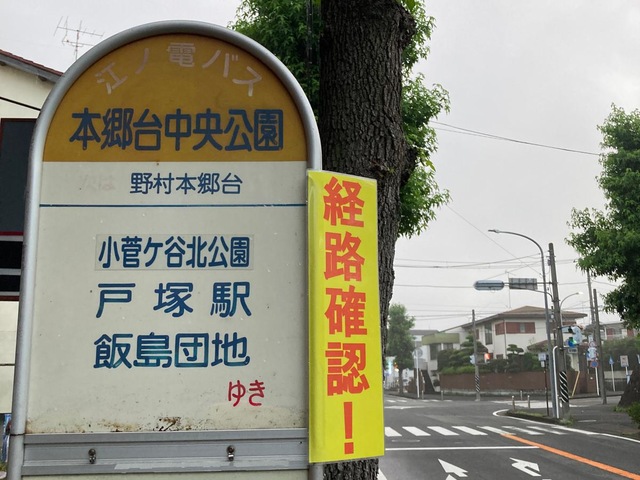 江ノ電バス
本郷台中央公園
野村本郷台
小菅ケ谷北公園
戸塚駅
飯島団地
ゆき
経路確認！